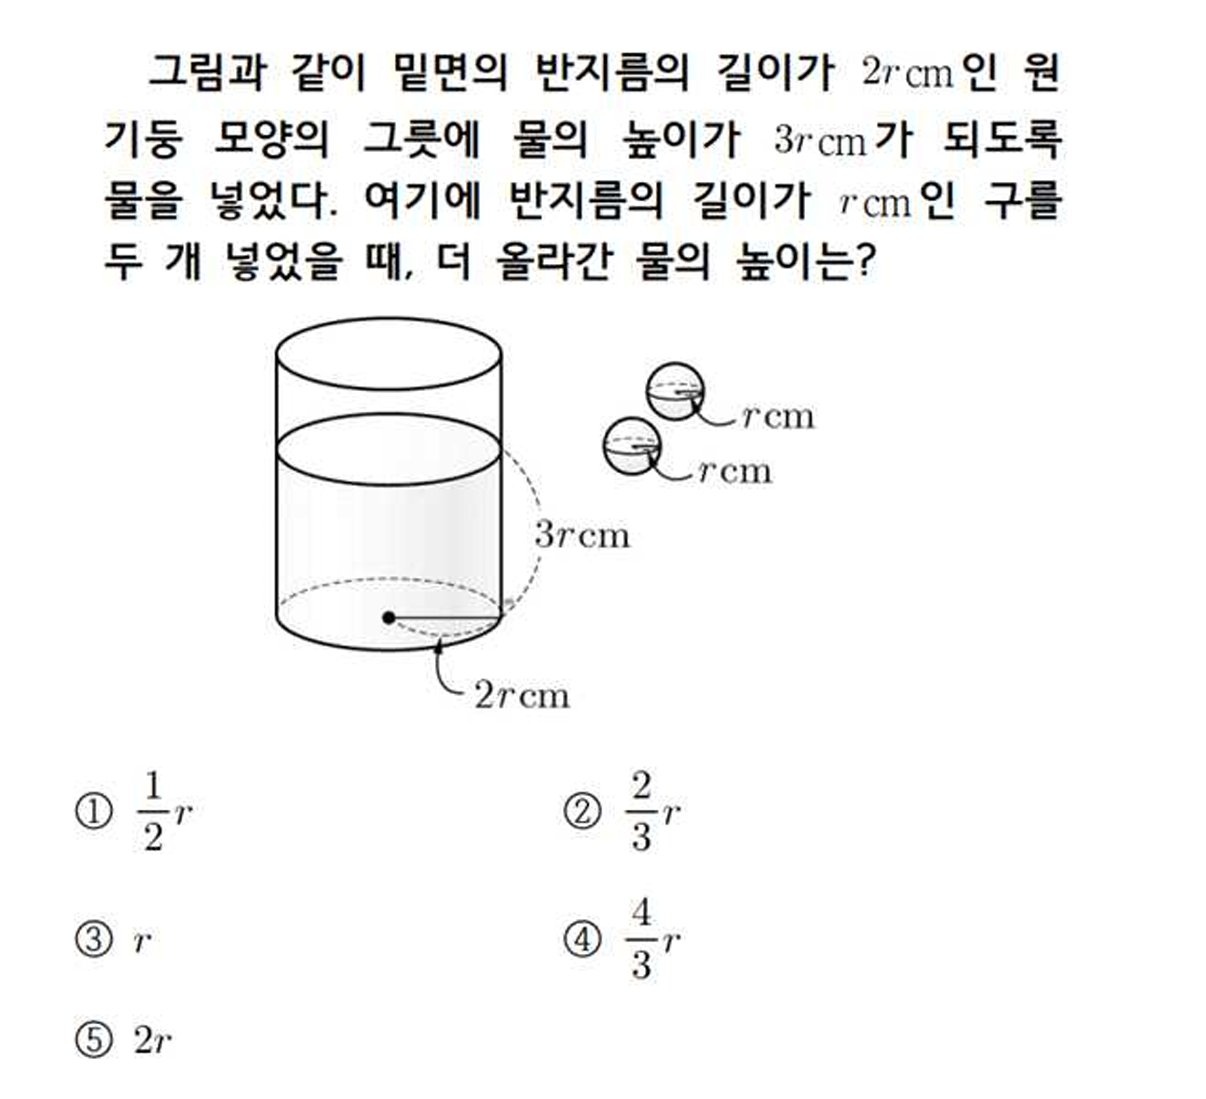 그림과 같이 밑면의 반지름의 길이가 2r cm인 원
기둥 모양의 그릇에 물의 높이가 3r cm가 되도록
물을 넣었다. 여기에 반지름의 길이가 r cm인 구를
두 개 넣었을 때, 더 올라간 물의 높이는?
r cm
r cm
3r cm
2r cm
① 1/2 r ② 2/3 r
③ r ④ 4/3 r
⑤ 2r